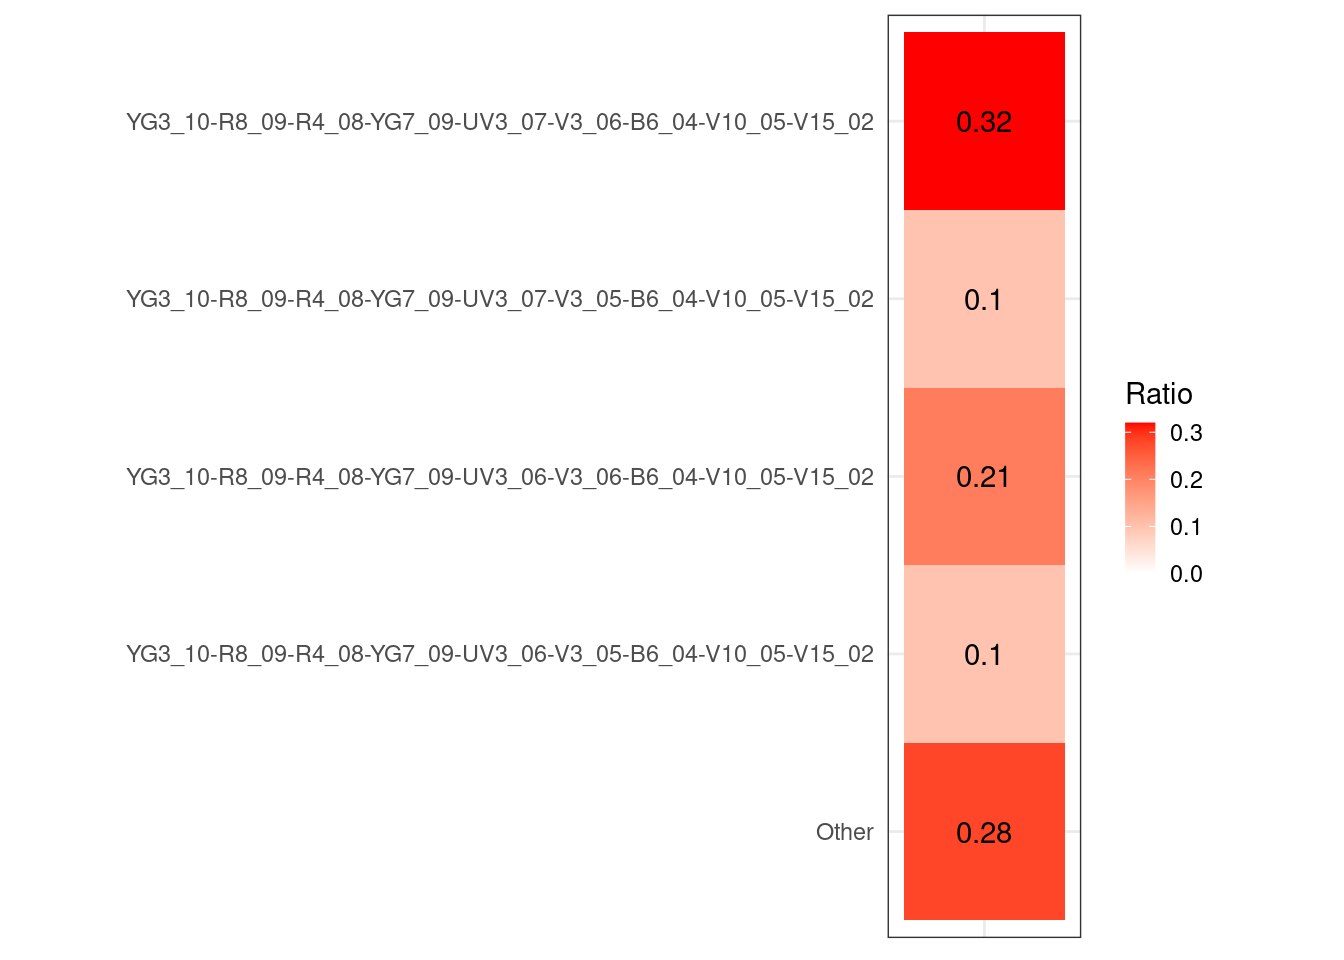 YG3_10-R8_09-R4_08-YG7_09-UV3_07-V3_06-B6_04-V10_05-V15_02
0.32
YG3_10-R8_09-R4_08-YG7_09-UV3_07-V3_05-B6_04-V10_05-V15_02
0.1
YG3_10-R8_09-R4_08-YG7_09-UV3_06-V3_06-B6_04-V10_05-V15_02
0.21
YG3_10-R8_09-R4_08-YG7_09-UV3_06-V3_05-B6_04-V10_05-V15_02
0.1
Other
0.28
Ratio
0.3
0.2
0.1
0.0